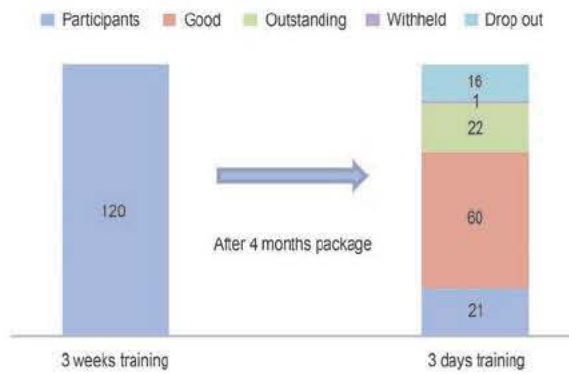 Participants Good Outstanding Withheld Drop out
16
1
22
120
60
After 4 months package
21
3 weeks training 3 days training